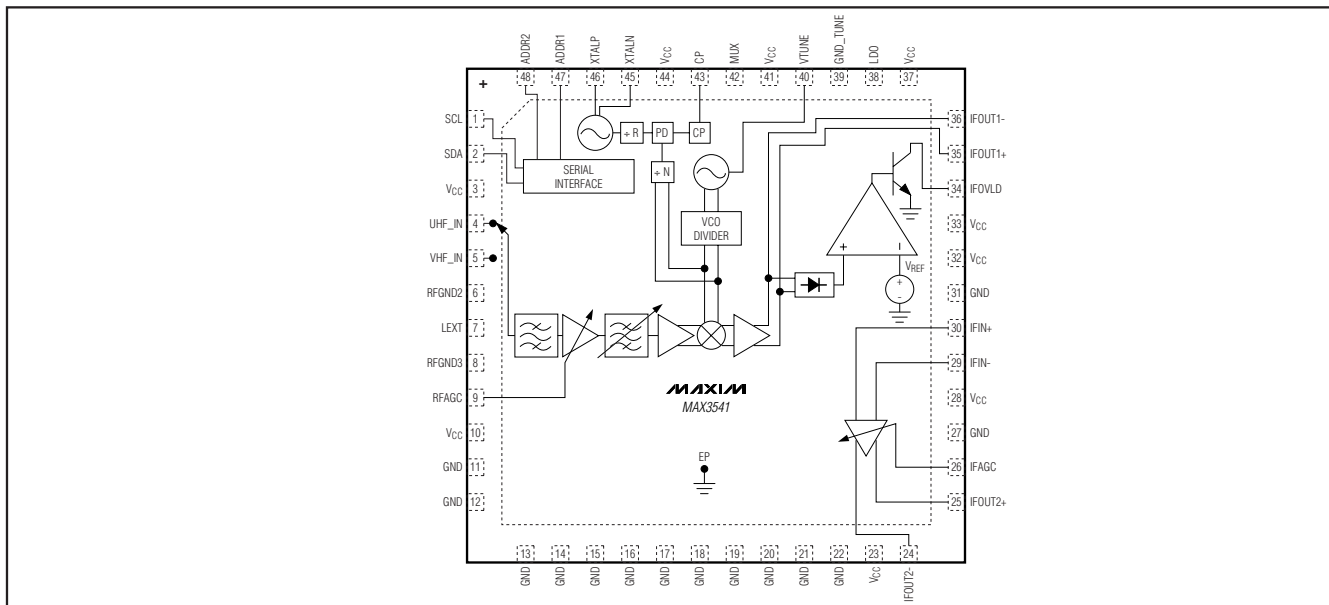 ADDR2
ADDR1
XTALP
XTALN
VCC
CP
MUX
VCC
VTUNE
GND_TUNE
LDO
VCC
48
47
46
45
44
43
42
41
40
39
38
37
+
SCL 1
SDA 2
VCC 3
UHF_IN 4
VHF_IN 5
RFGND2 6
LEXT 7
RFGND3 8
RFAGC 9
VCC 10
GND 11
GND 12
÷ R
PD
CP
÷ N
SERIAL
INTERFACE
VCO
DIVIDER
+
−
VREF
+
-
MAXIM
MAX3541
EP
36 IFOUT1-
35 IFOUT1+
34 IFOVLD
33 VCC
32 VCC
31 GND
30 IFIN+
29 IFIN-
28 VCC
27 GND
26 IFAGC
25 IFOUT2+
13
14
15
16
17
18
19
20
21
22
23
24
GND
GND
GND
GND
GND
GND
GND
GND
GND
GND
VCC
IFOUT2-